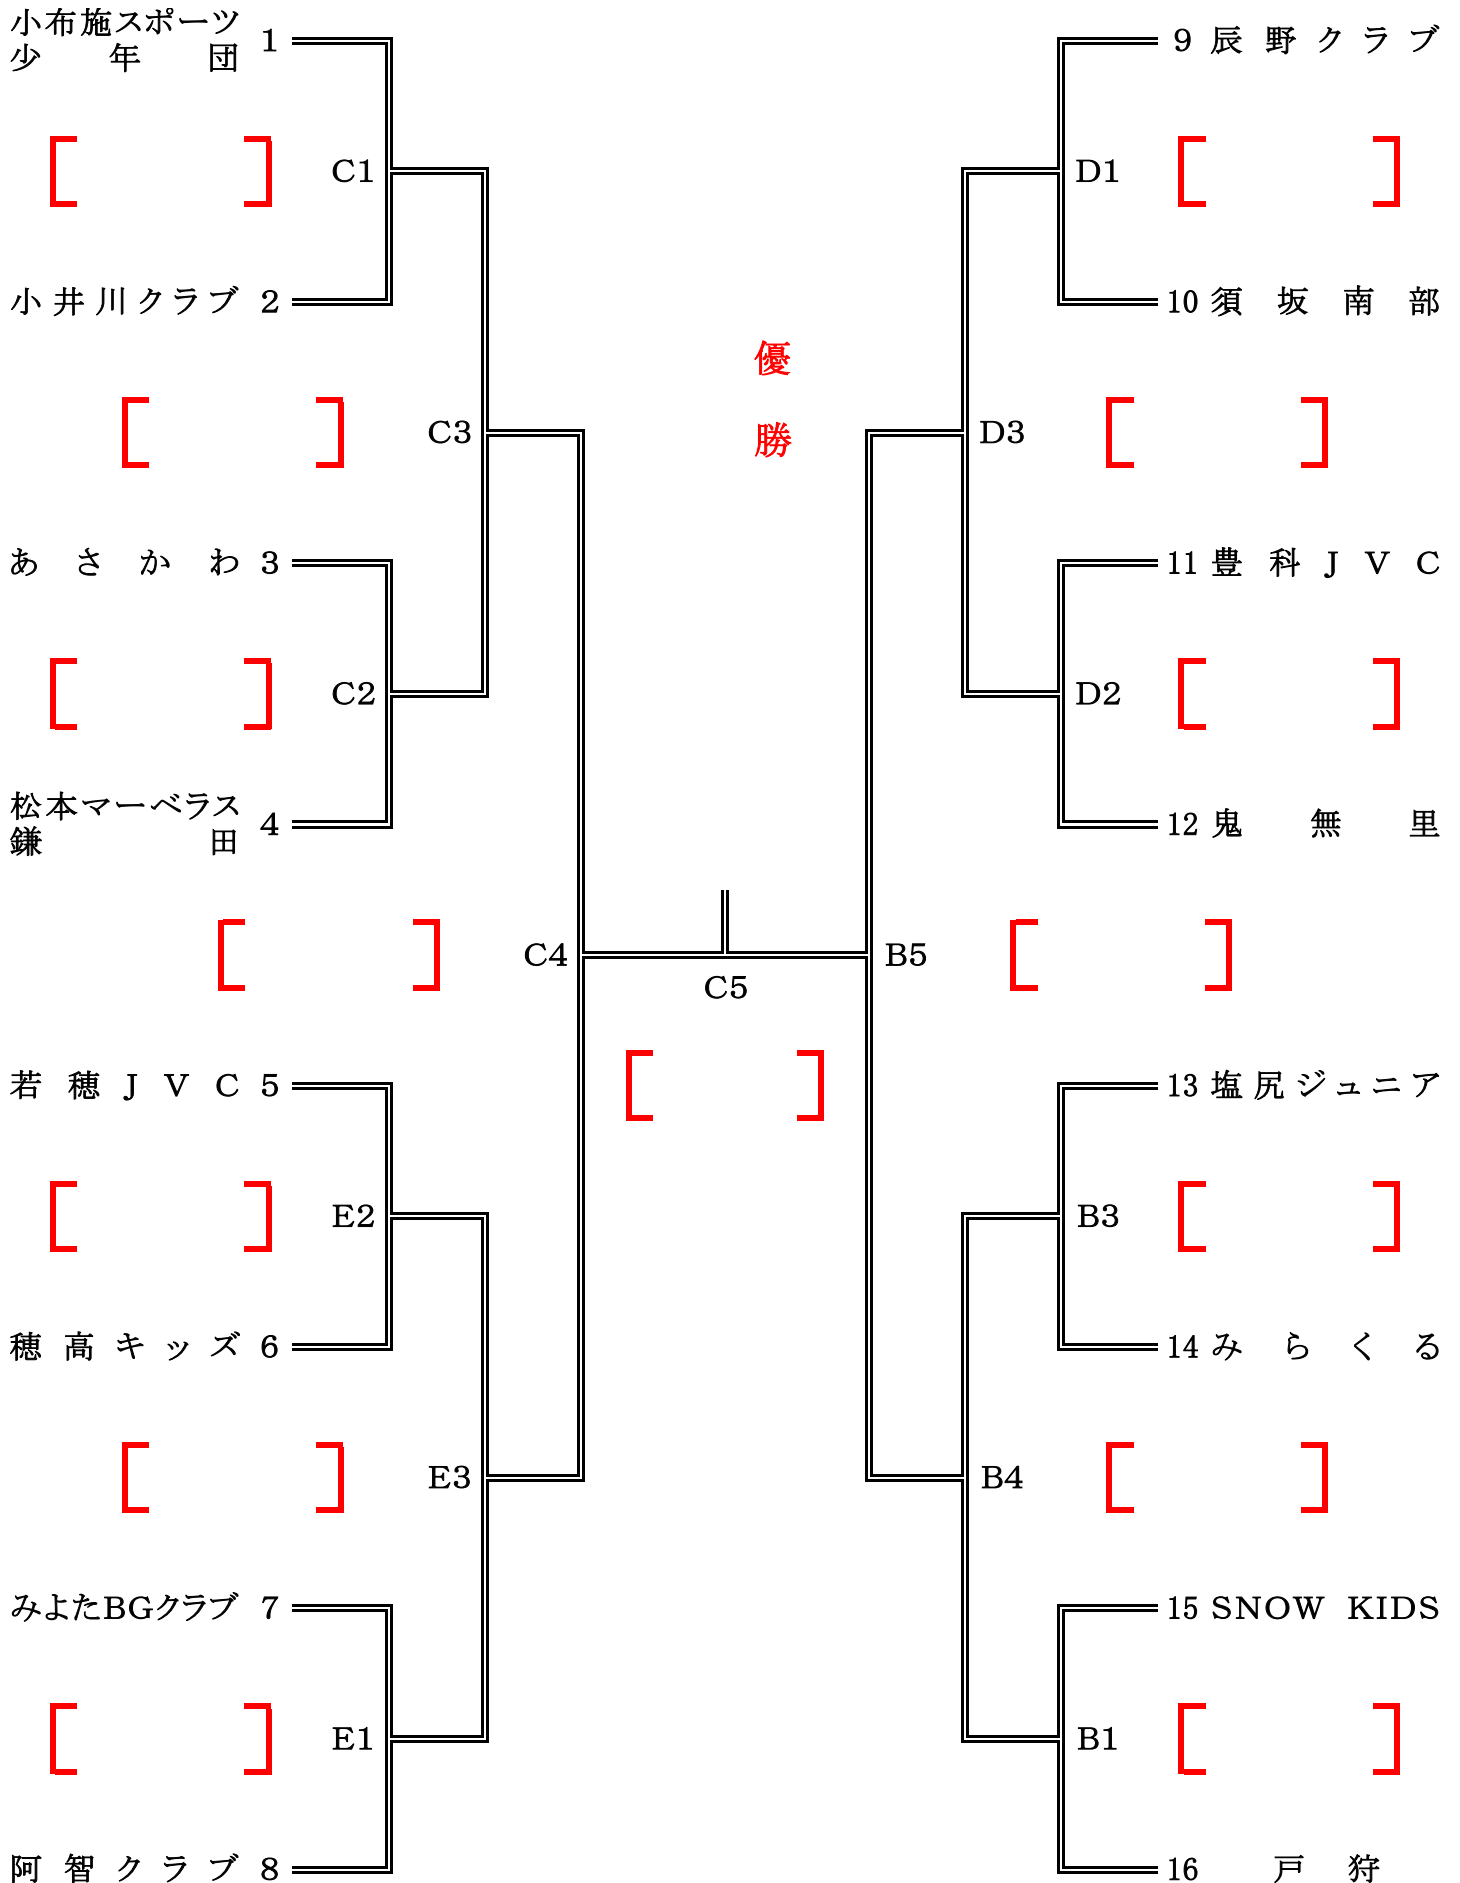 小布施スポーツ
少年団 1
C1
小井川クラブ 2
C3
あさかわ 3
C2
松本マーベラス
鎌田 4
C4
若穂JVC 5
E2
穂高キッズ 6
E3
みよたBGクラブ 7
E1
阿智クラブ 8
優
勝
C5
9 辰野クラブ
D1
10 須坂南部
D3
11 豊科JVC
D2
12 鬼無里
B5
13 塩尻ジュニア
B3
14 みらくる
B4
15 SNOW KIDS
B1
16 戸狩